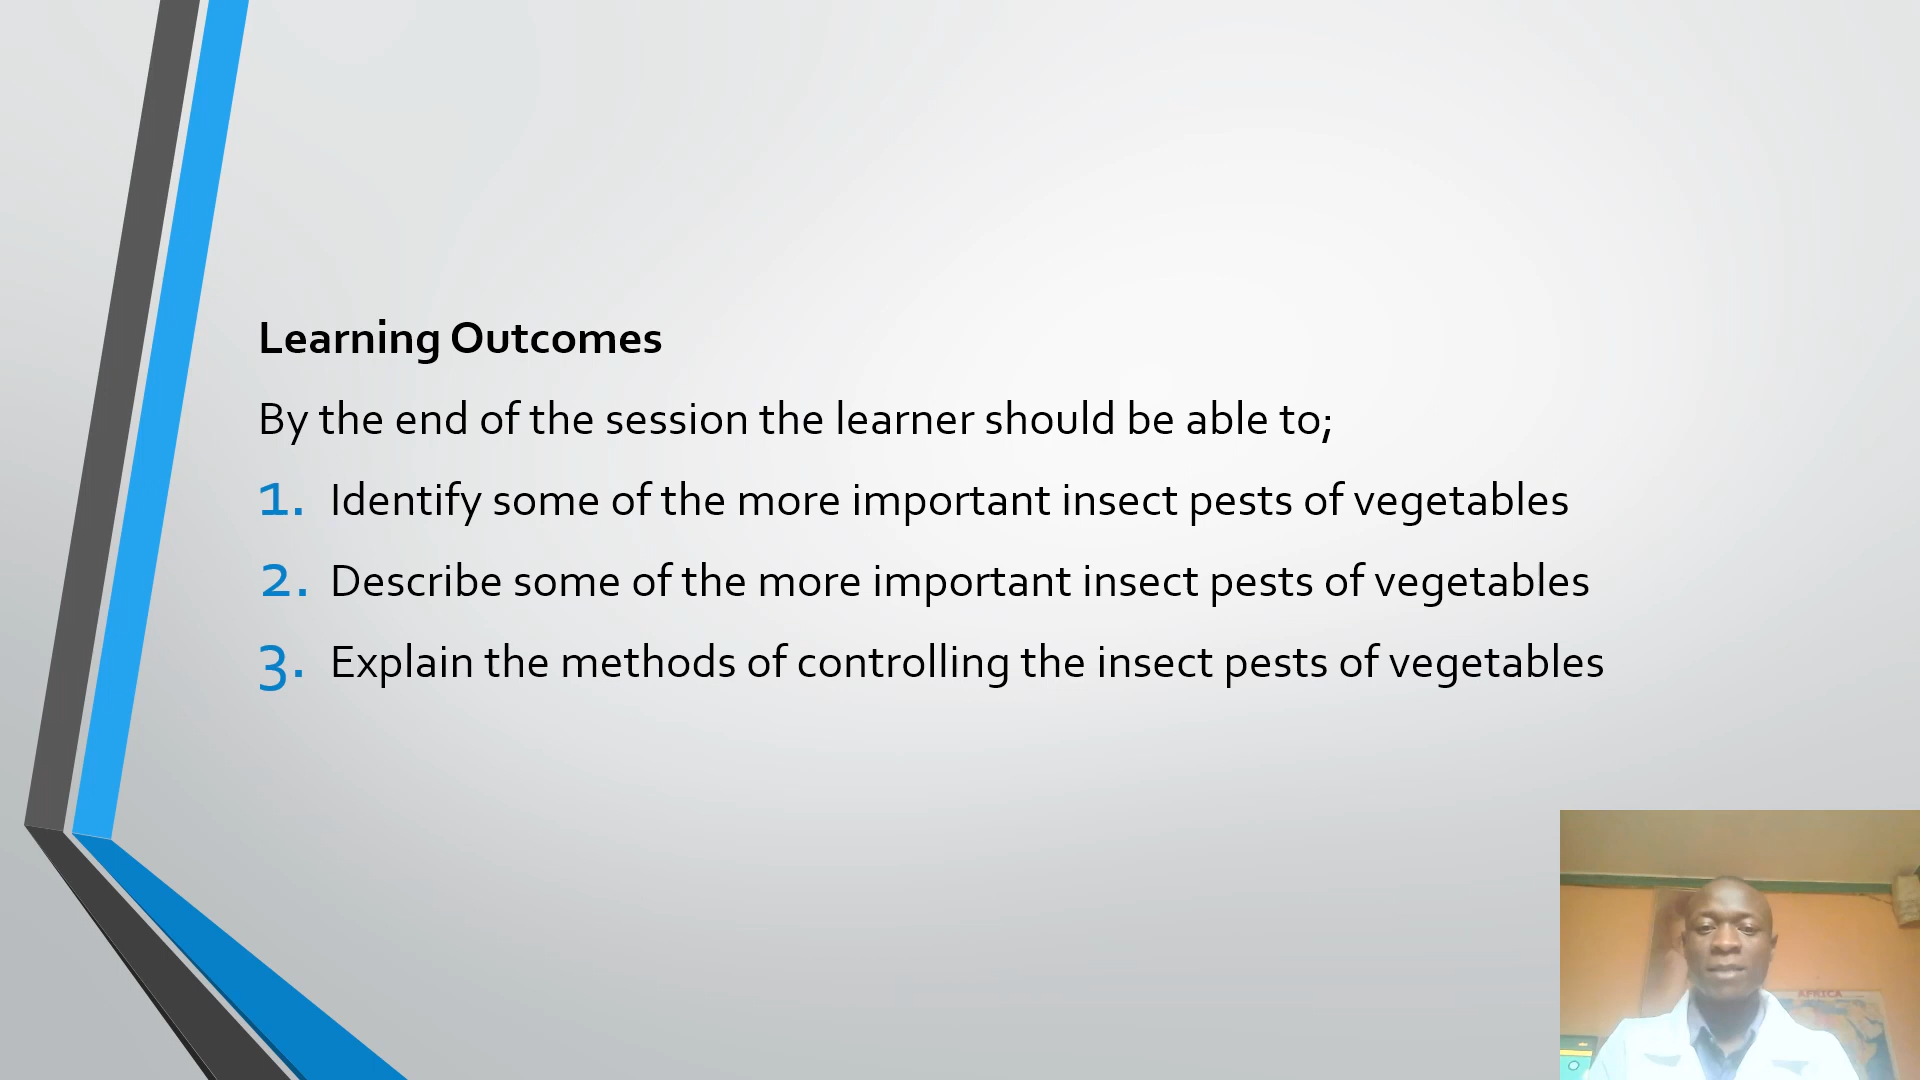 Learning Outcomes
By the end of the session the learner should be able to;
1. Identify some of the more important insect pests of vegetables
2. Describe some of the more important insect pests of vegetables
3. Explain the methods of controlling the insect pests of vegetables
AFRICA